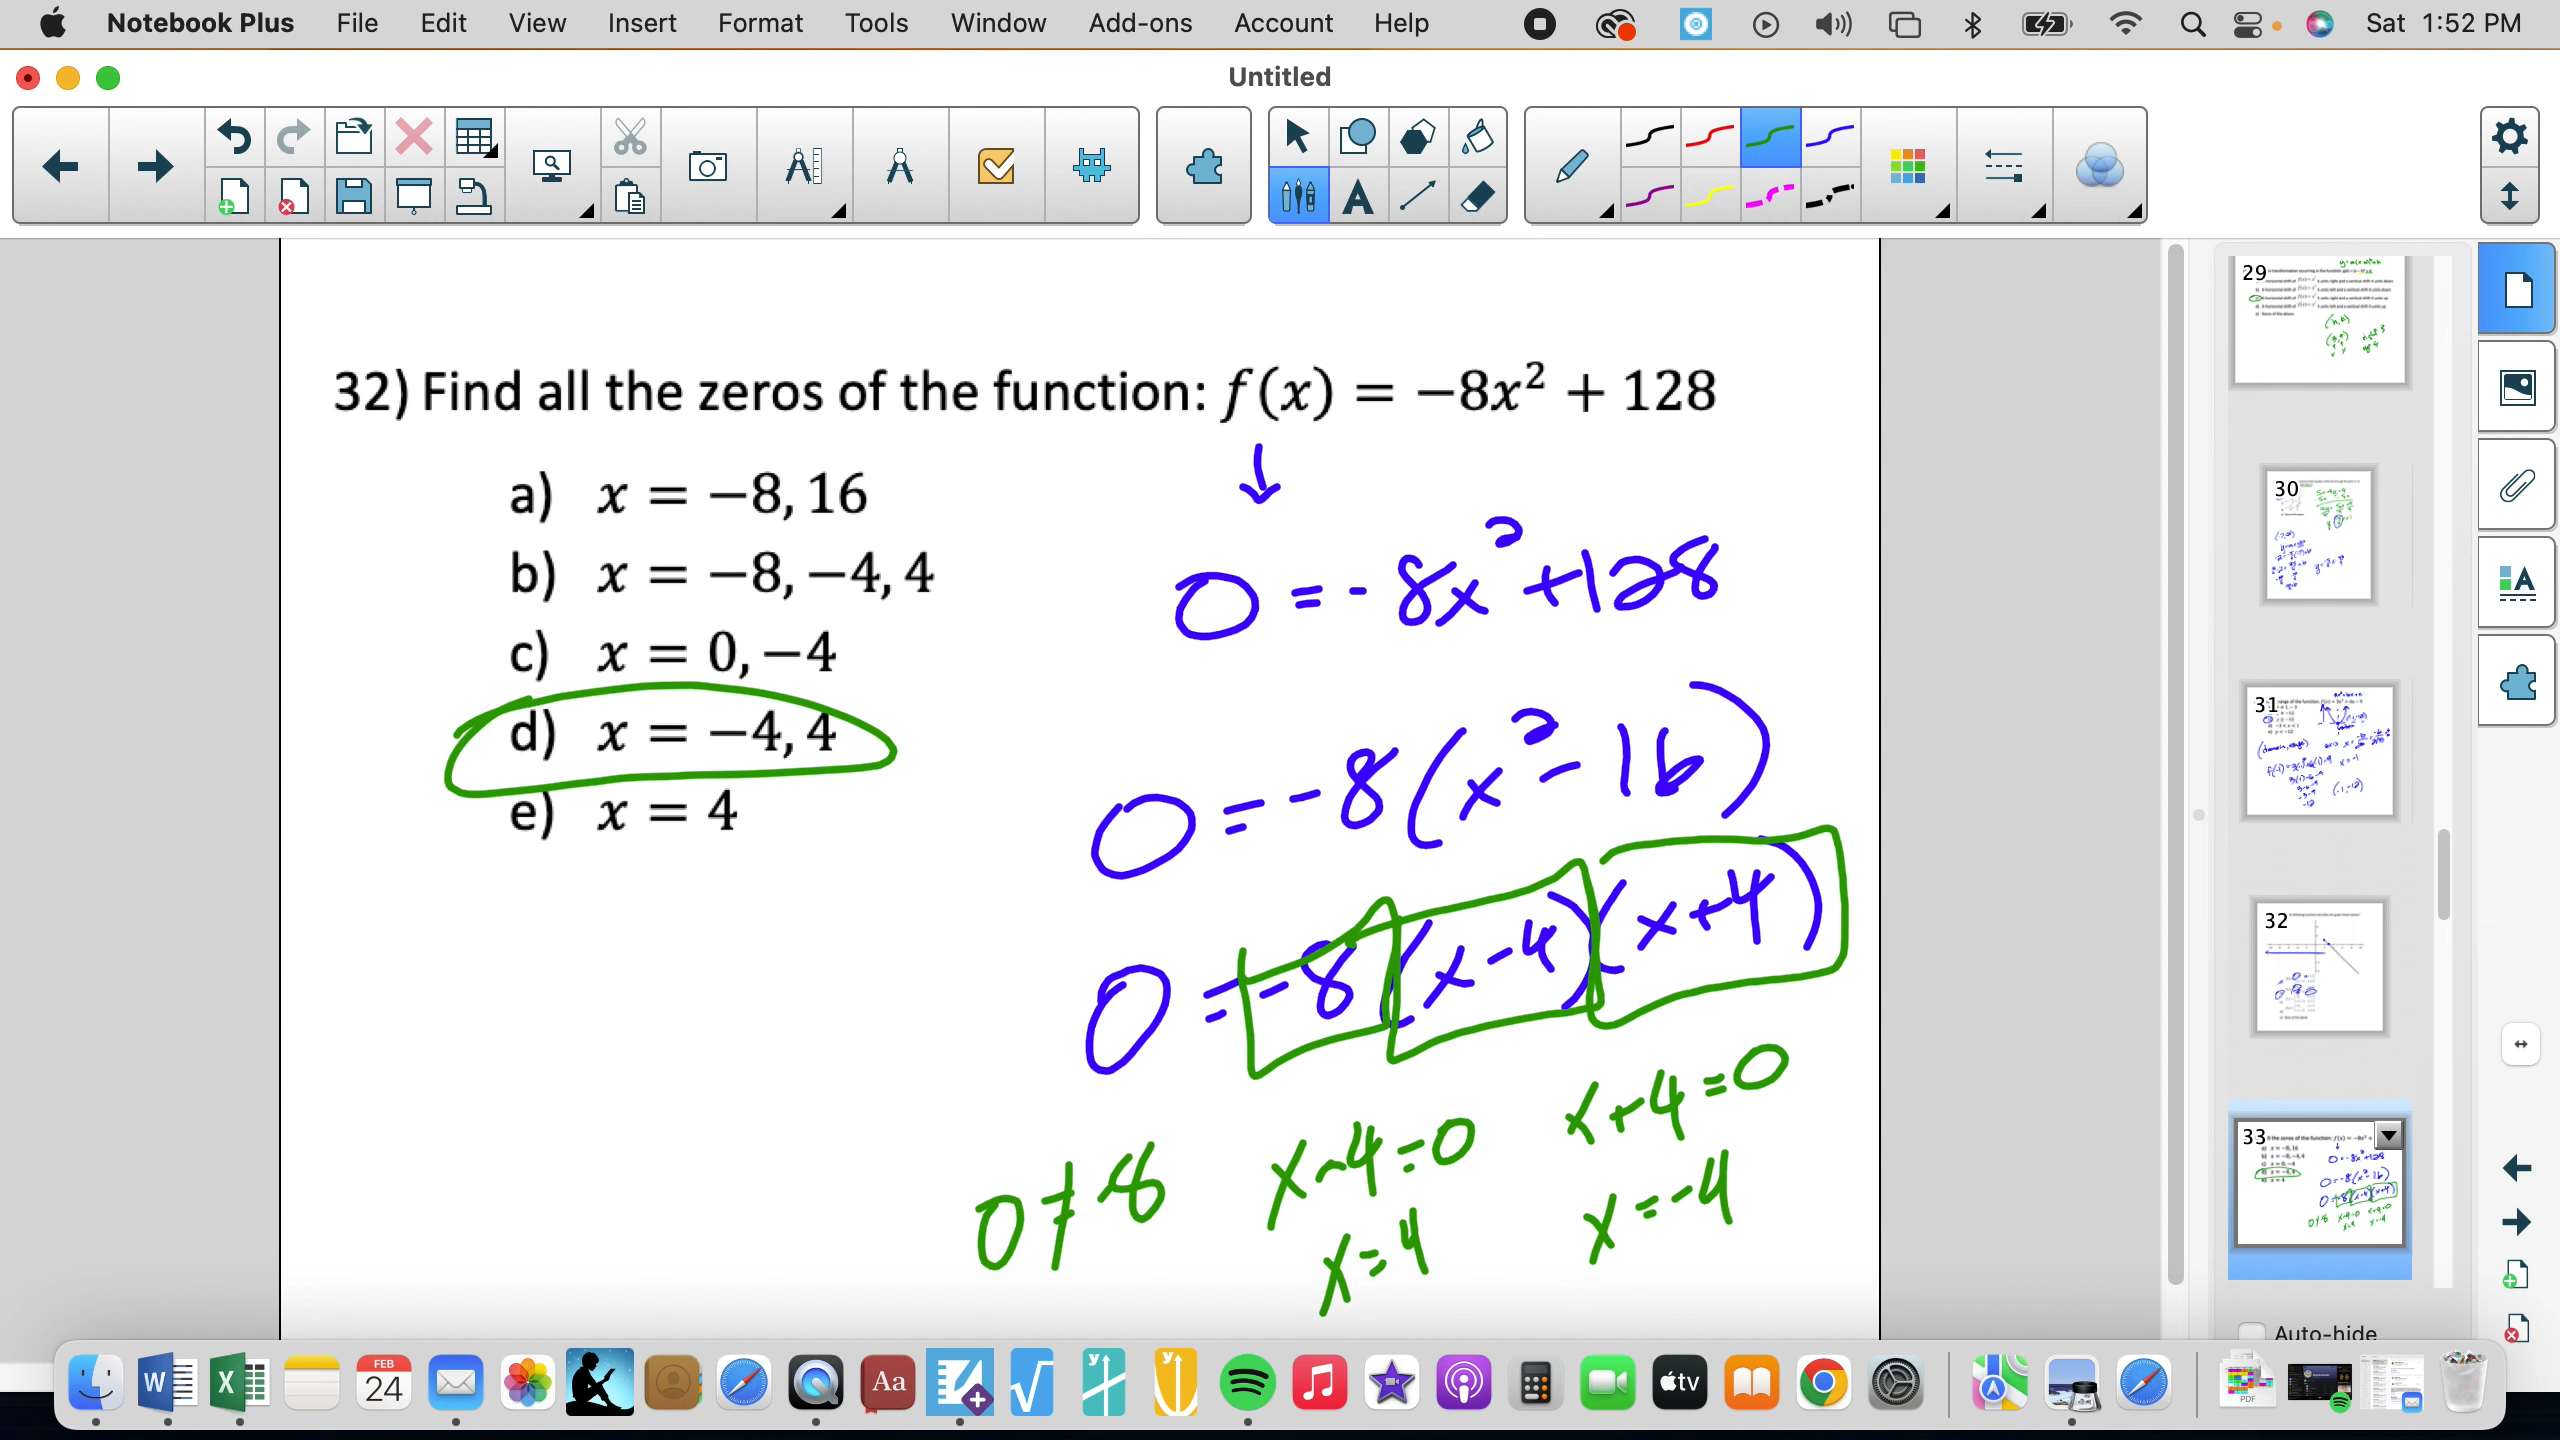 Notebook Plus File Edit View Insert Format Tools Window Add-ons Account Help Sat 1:52 PM
Untitled
32) Find all the zeros of the function: f(x) = −8x² + 128
a) x = −8, 16
b) x = −8, −4, 4
c) x = 0, −4
d) x = −4, 4
e) x = 4
0 = -8x² + 128
0 = -8(x² - 16)
0 = -8(x-4)(x+4)
0 ≠ -8
x-4=0
x=4
x+4=0
x=-4
29
30
31
32
33
Auto-hide
FEB
24
Aa
tv
PDF